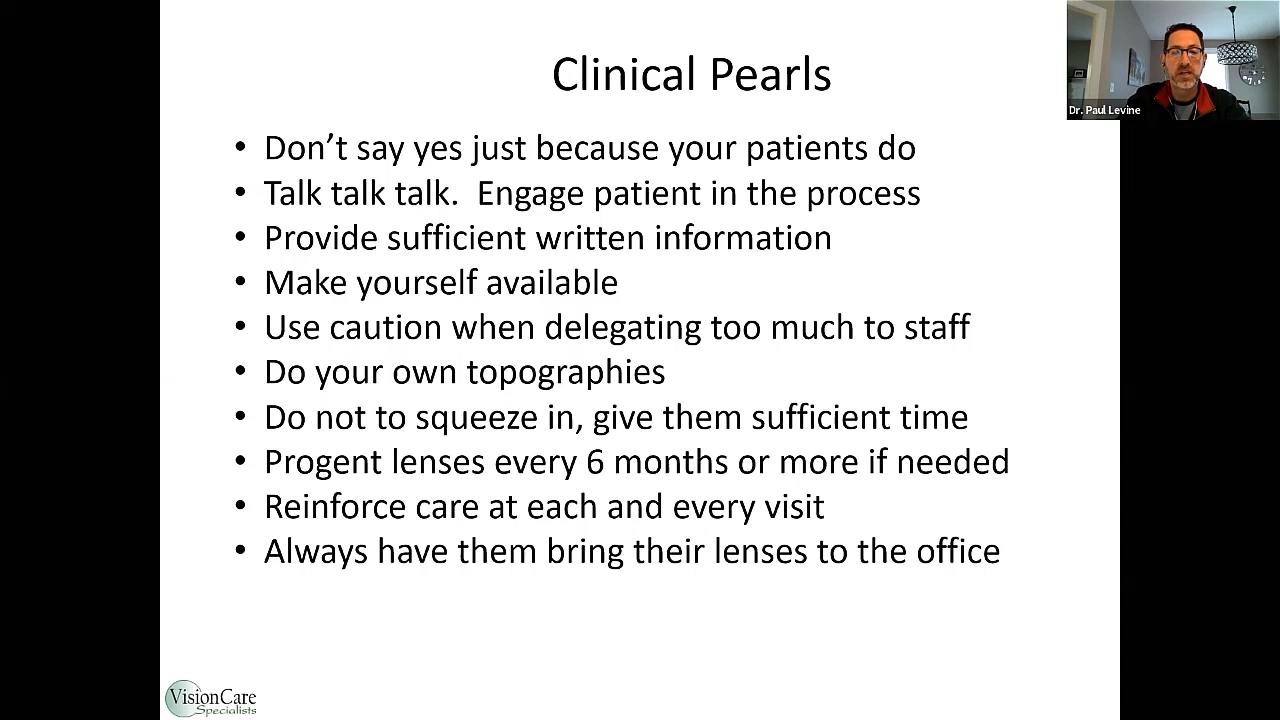 Clinical Pearls
Dr. Paul Levine
• Don’t say yes just because your patients do
• Talk talk talk.  Engage patient in the process
• Provide sufficient written information
• Make yourself available
• Use caution when delegating too much to staff
• Do your own topographies
• Do not to squeeze in, give them sufficient time
• Progent lenses every 6 months or more if needed
• Reinforce care at each and every visit
• Always have them bring their lenses to the office
VisionCare
Specialists